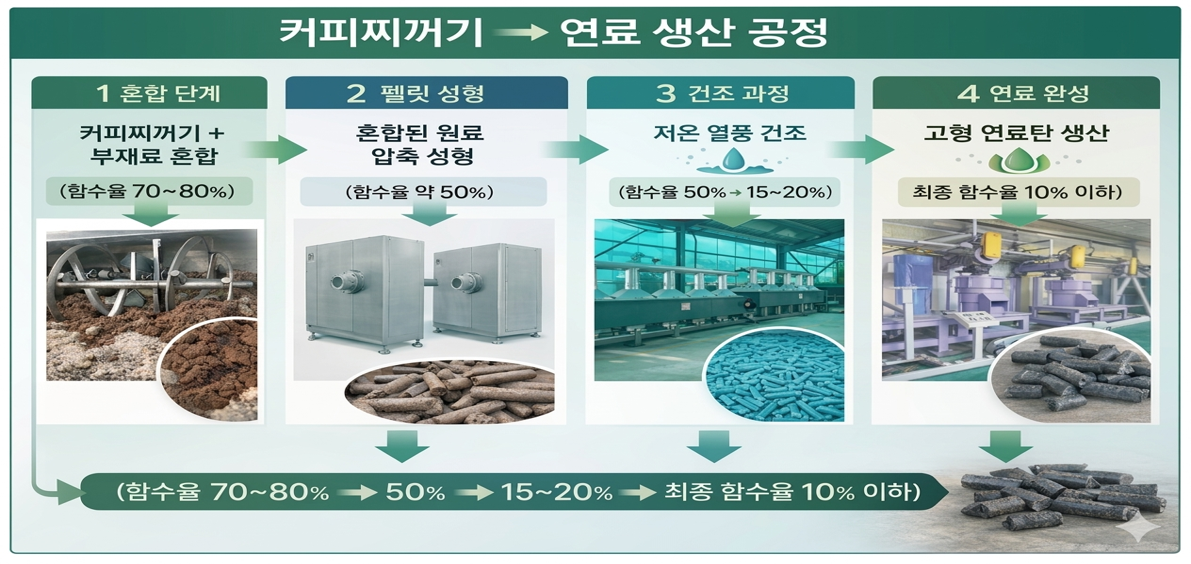 커피찌꺼기 → 연료 생산 공정
1 혼합 단계
커피찌꺼기 +
부재료 혼합
(함수율 70~80%)
2 펠릿 성형
혼합된 원료
압축 성형
(함수율 약 50%)
3 건조 과정
저온 열풍 건조
(함수율 50% → 15~20%)
4 연료 완성
고형 연료탄 생산
최종 함수율 10% 이하)
(함수율 70~80% → 50% → 15~20% → 최종 함수율 10% 이하)